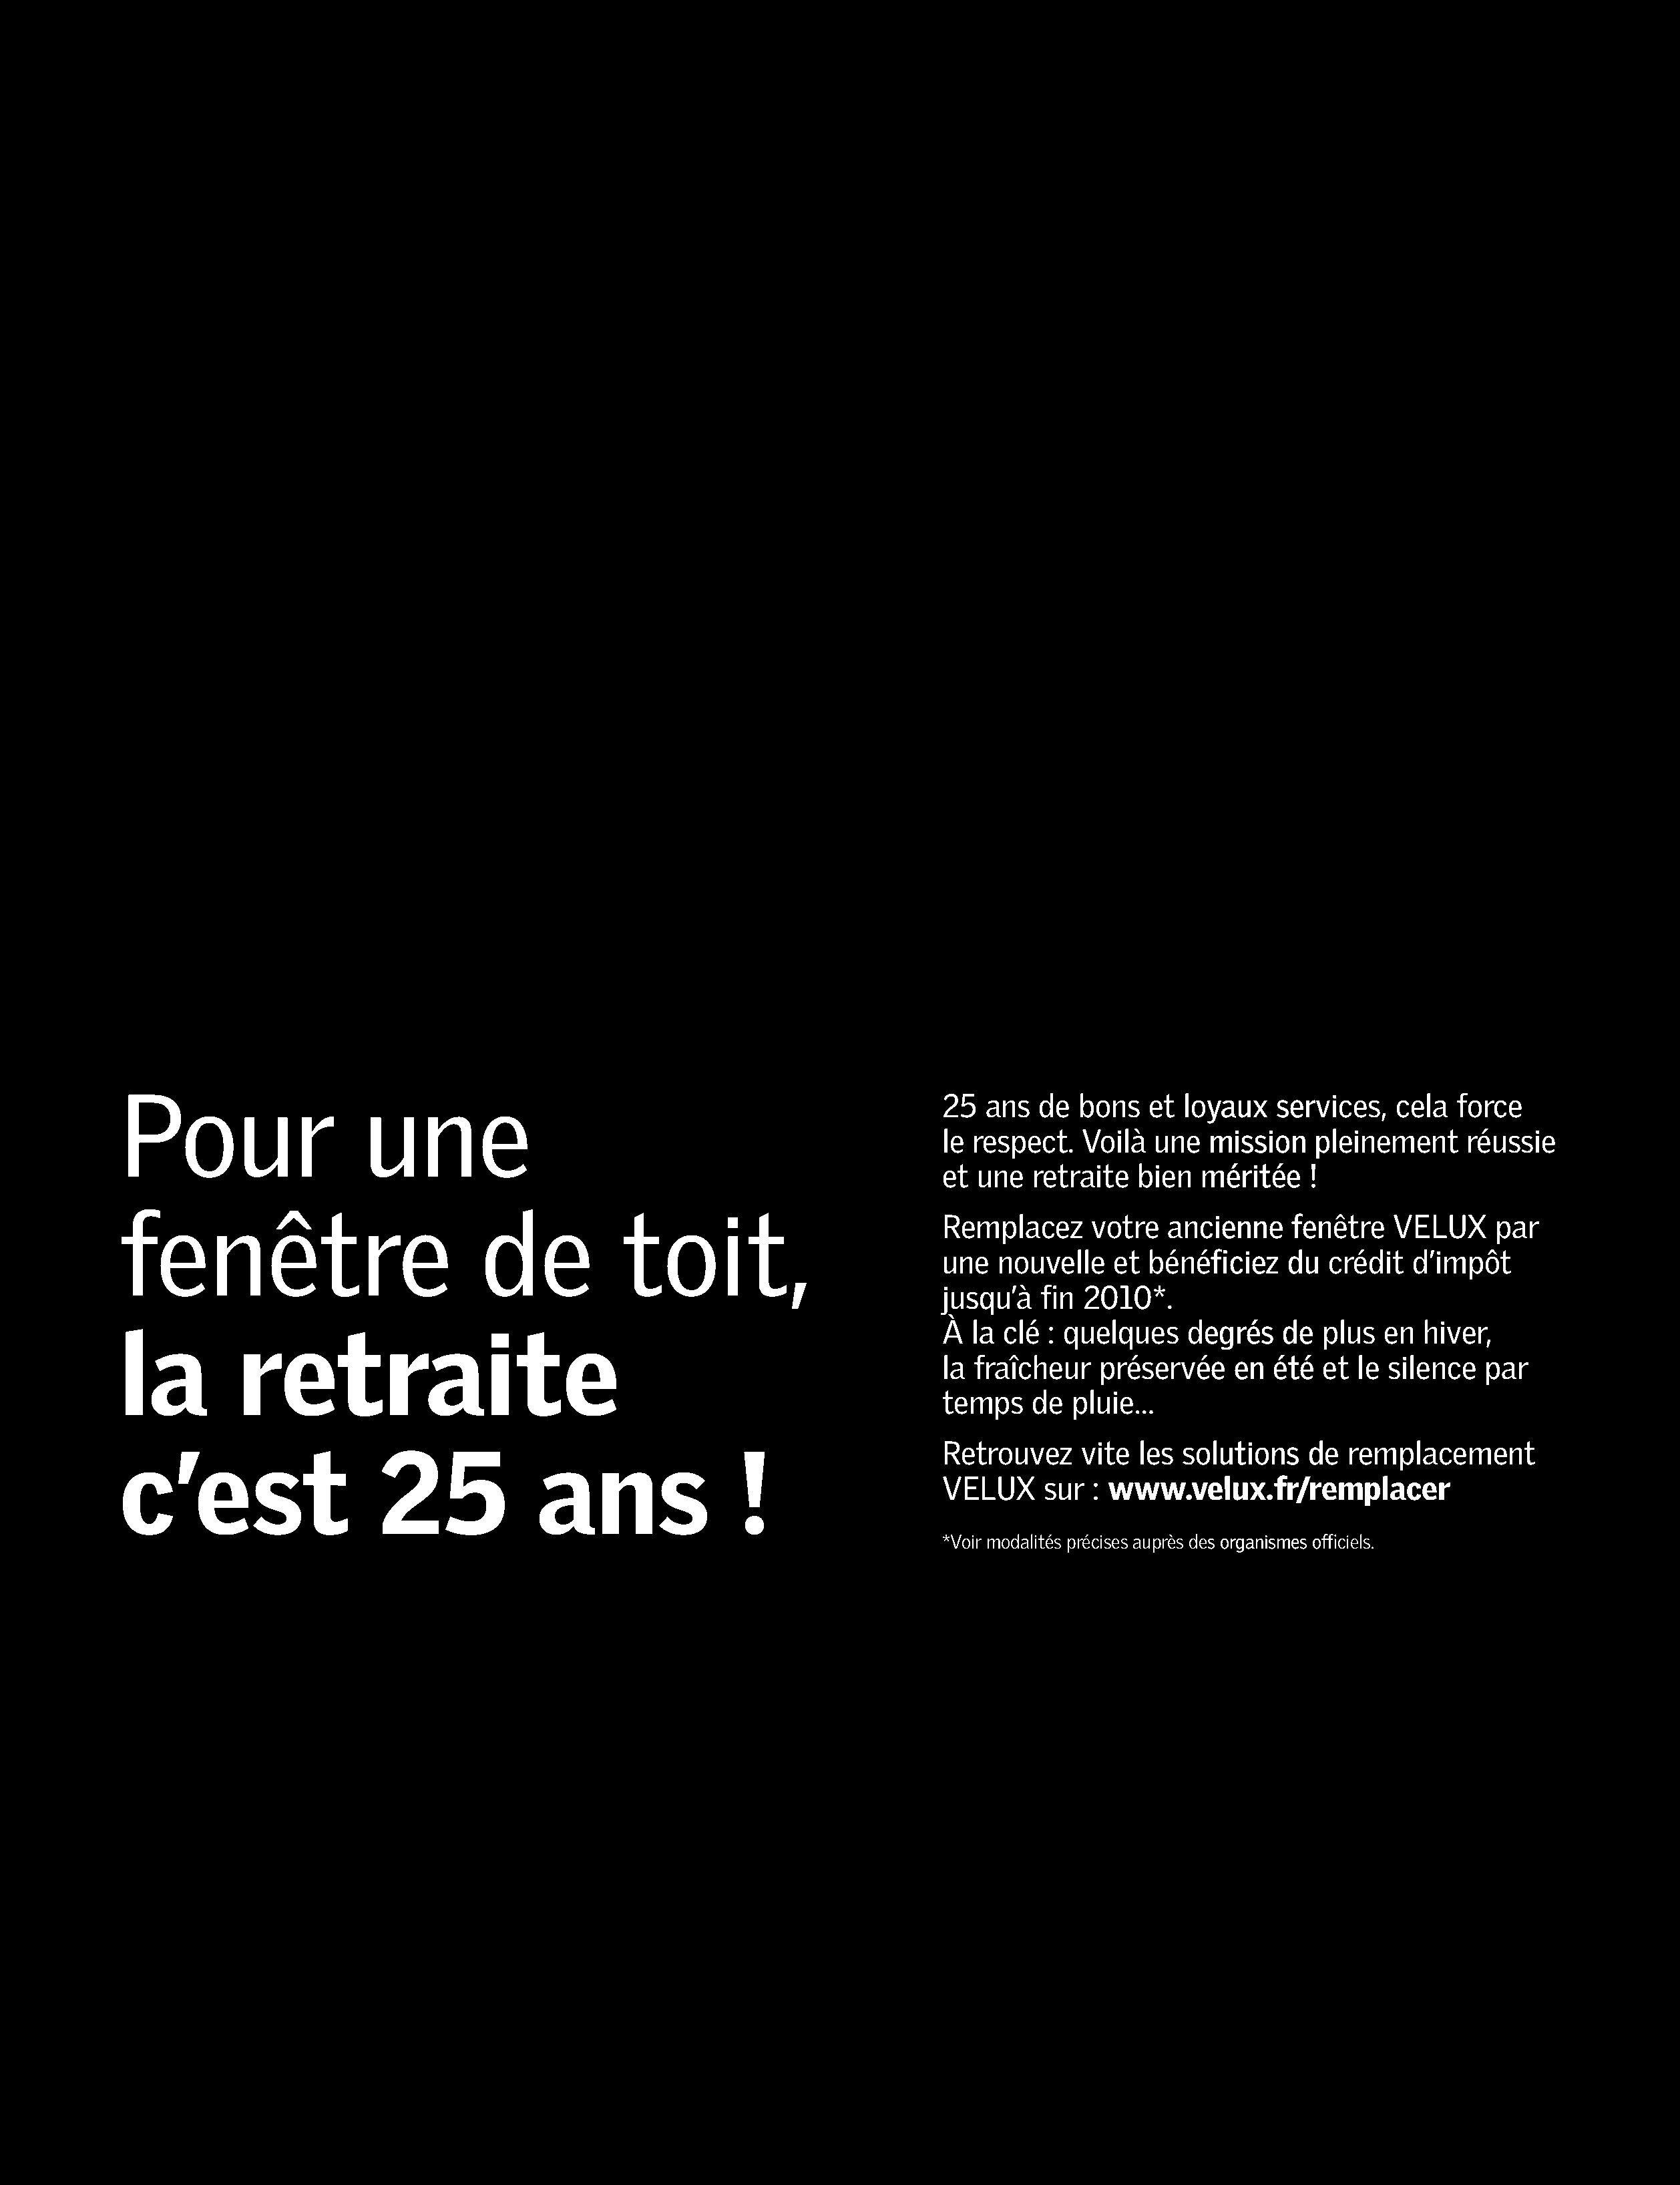 Pour une
fenêtre de toit,
la retraite
c'est 25 ans !
25 ans de bons et loyaux services, cela force
le respect. Voilà une mission pleinement réussie
et une retraite bien méritée !
Remplacez votre ancienne fenêtre VELUX par
une nouvelle et bénéficiez du crédit d'impôt
jusqu'à fin 2010*.
À la clé : quelques degrés de plus en hiver,
la fraîcheur préservée en été et le silence par
temps de pluie...
Retrouvez vite les solutions de remplacement
VELUX sur : www.velux.fr/remplacer
*Voir modalités précises auprès des organismes officiels.